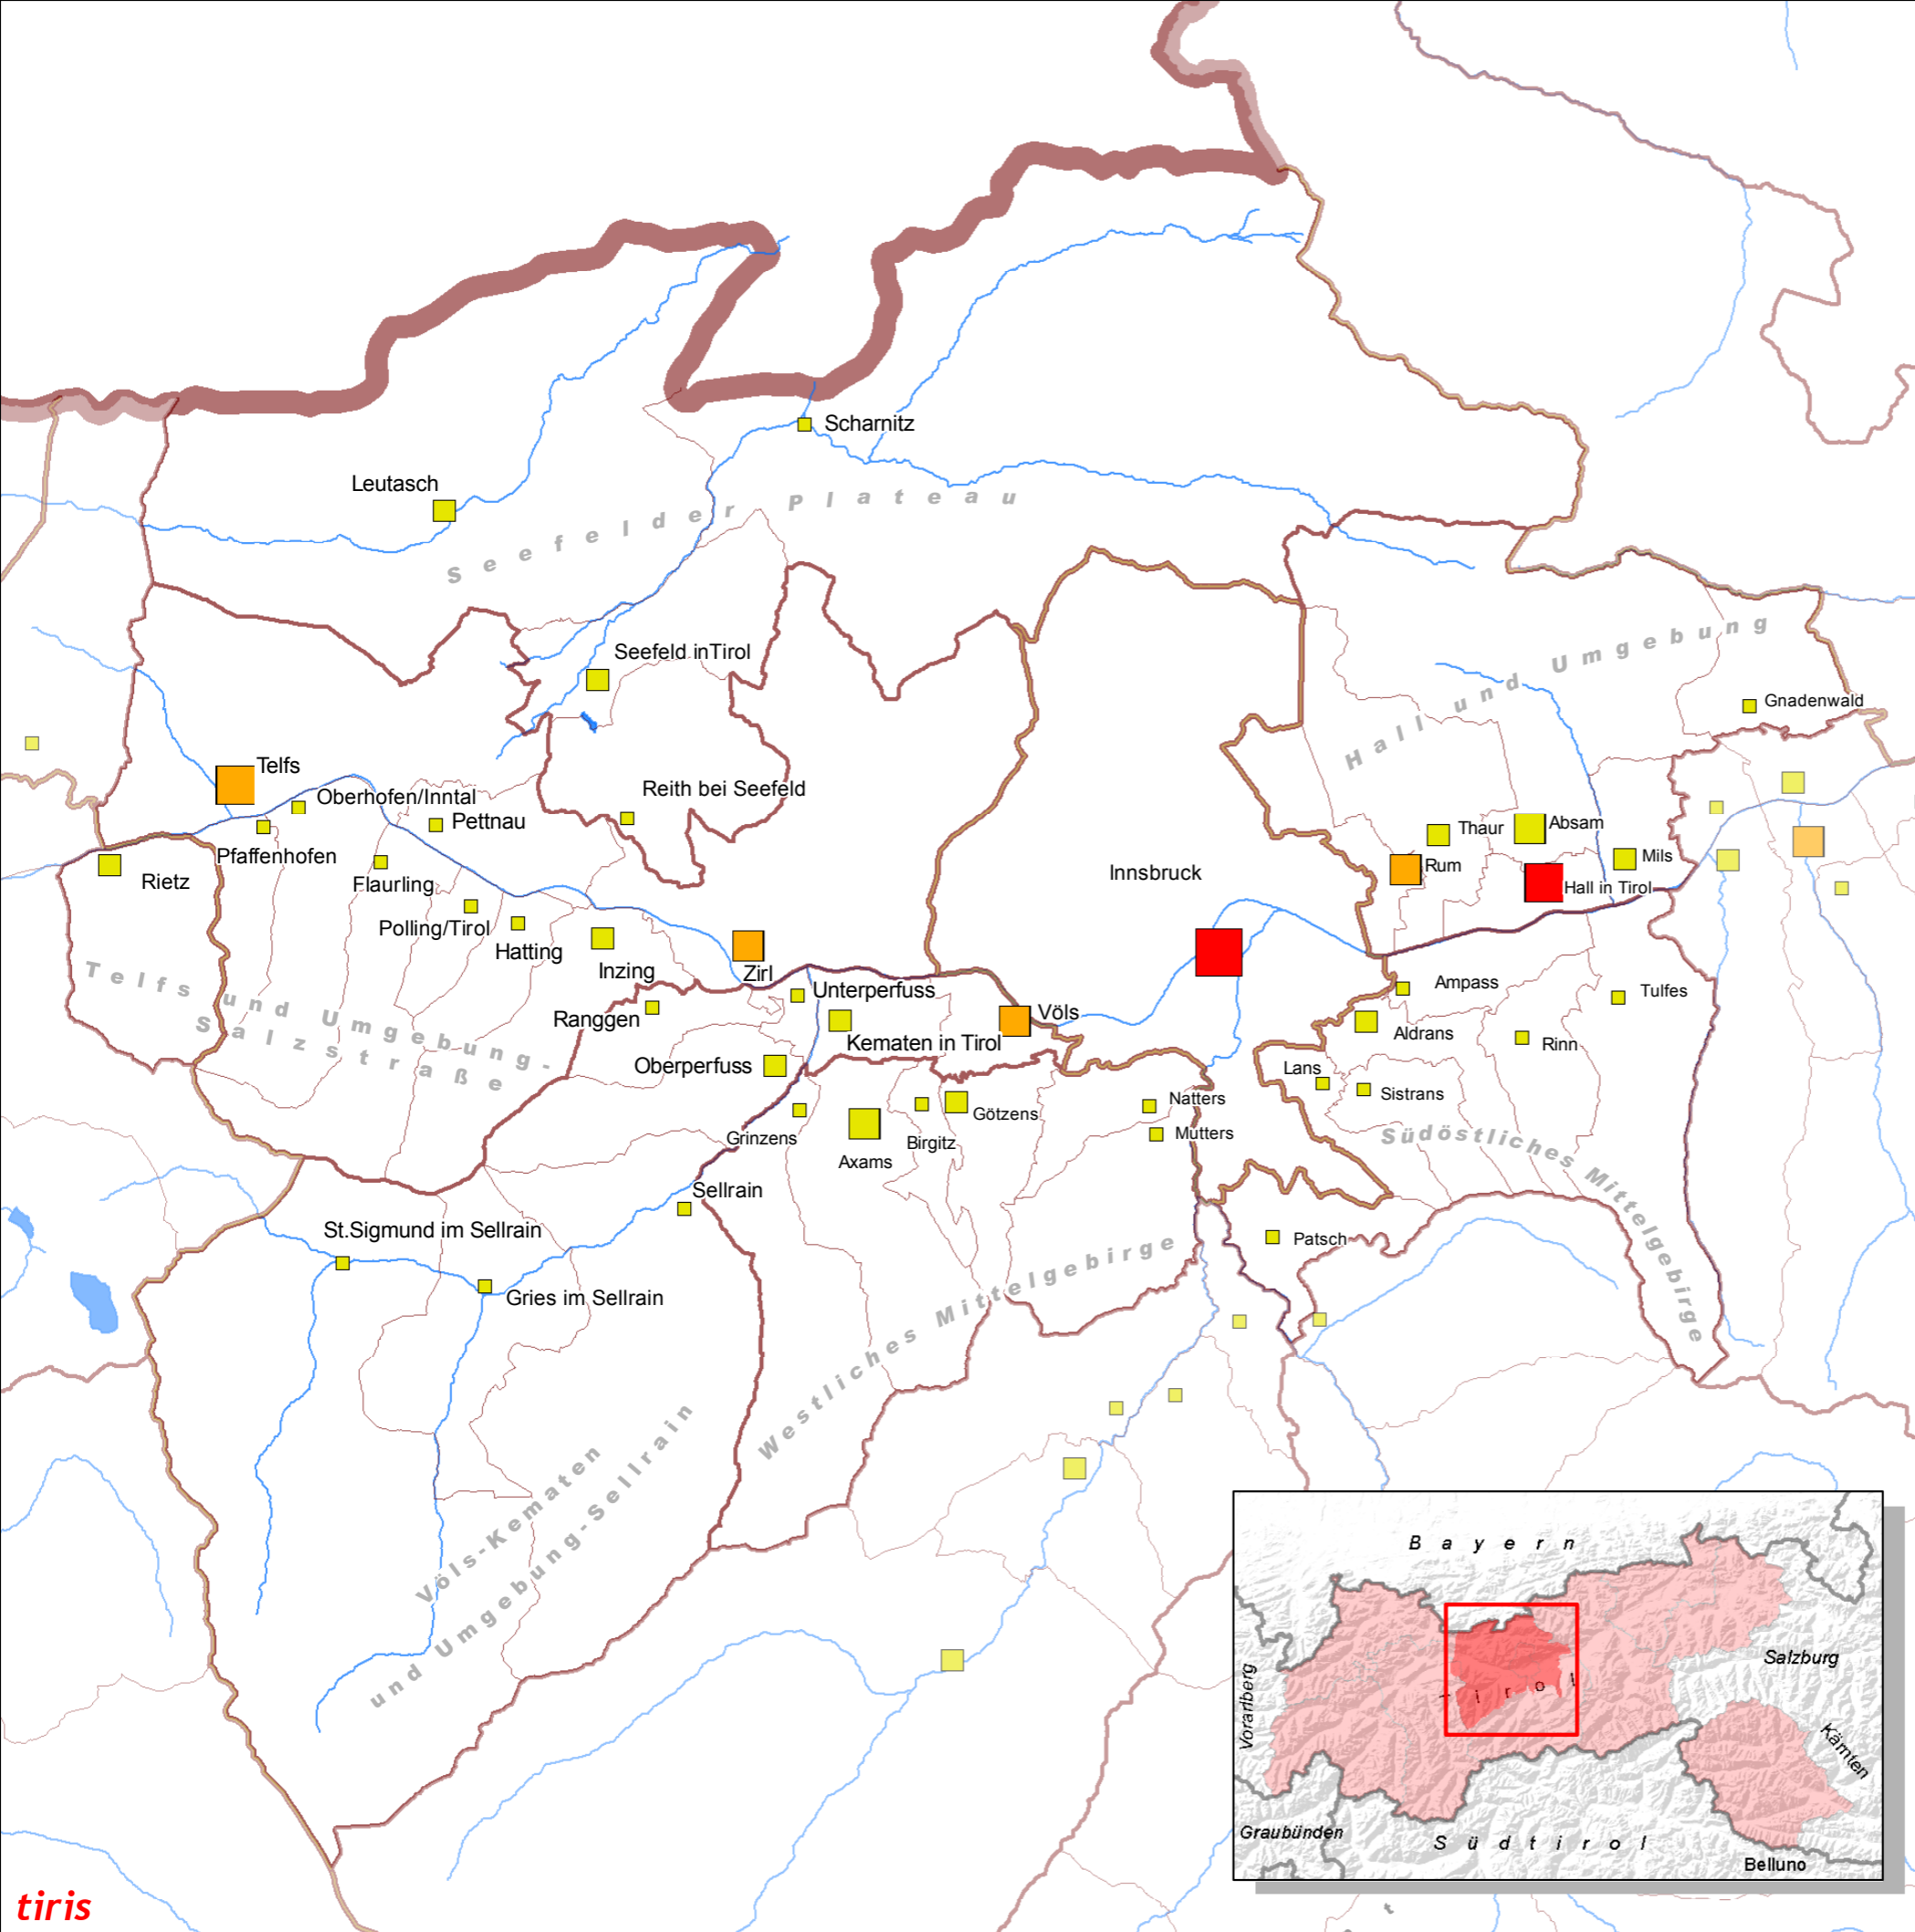 Scharnitz
Leutasch
Seefelder Plateau
Seefeld inTirol
Hall und Umgebung
Gnadenwald
Telfs
Oberhofen/Inntal
Reith bei Seefeld
Pettnau
Pfaffenhofen
Thaur
Absam
Rum
Mils
Hall in Tirol
Innsbruck
Rietz
Flaurling
Polling/Tirol
Hatting
Inzing
Zirl
Telfs und Umgebung-
Salzstraße
Unterperfuss
Ranggen
Völs
Kematen in Tirol
Ampass
Tulfes
Aldrans
Rinn
Oberperfuss
Lans
Sistrans
Natters
Mutters
Götzens
Grinzens
Birgitz
Axams
Südöstliches Mittelgebirge
Sellrain
St.Sigmund im Sellrain
Patsch
Gries im Sellrain
Westliches Mittelgebirge
Völs-Kematen
und Umgebung-Sellrain
Bayern
Salzburg
Vorarlberg
Tirol
Kärnten
Graubünden
Südtirol
Belluno
tiris
t